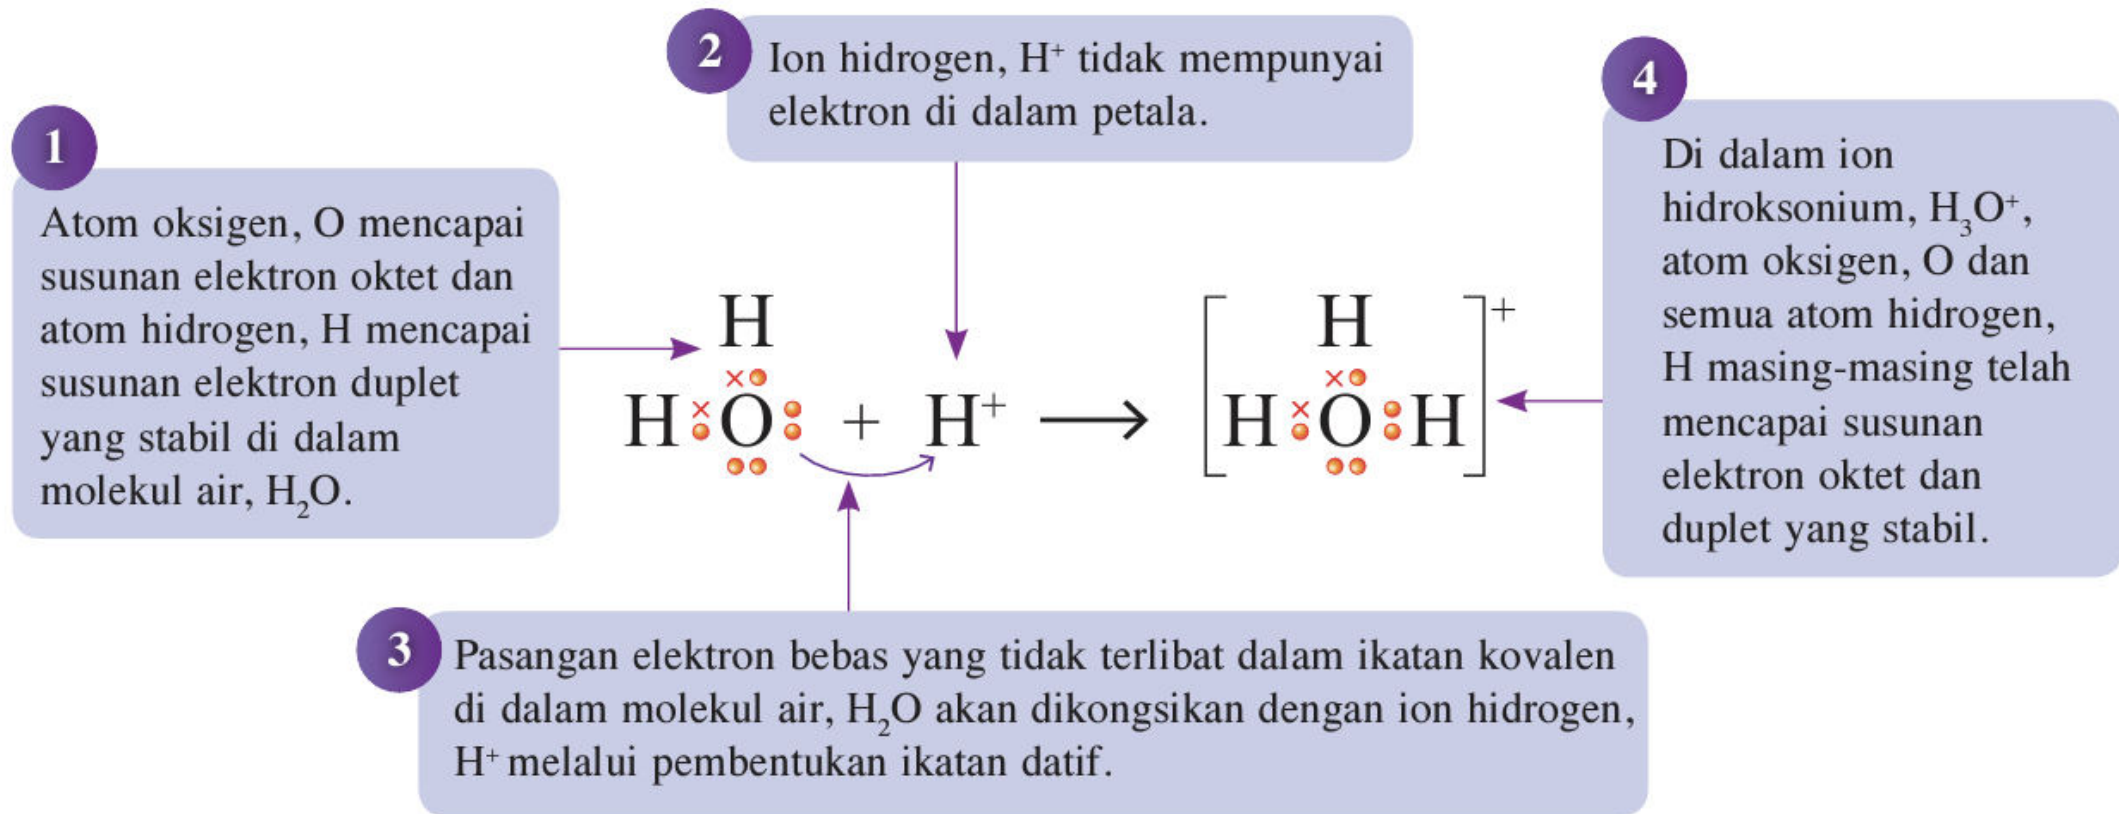 1
Atom oksigen, O mencapai
susunan elektron oktet dan
atom hidrogen, H mencapai
susunan elektron duplet
yang stabil di dalam
molekul air, H₂O.
2
Ion hidrogen, H⁺ tidak mempunyai
elektron di dalam petala.
H
H O + H⁺ ⟶
3
Pasangan elektron bebas yang tidak terlibat dalam ikatan kovalen
di dalam molekul air, H₂O akan dikongsikan dengan ion hidrogen,
H⁺ melalui pembentukan ikatan datif.
H
[H O H]⁺
4
Di dalam ion
hidroksonium, H₃O⁺,
atom oksigen, O dan
semua atom hidrogen,
H masing-masing telah
mencapai susunan
elektron oktet dan
duplet yang stabil.